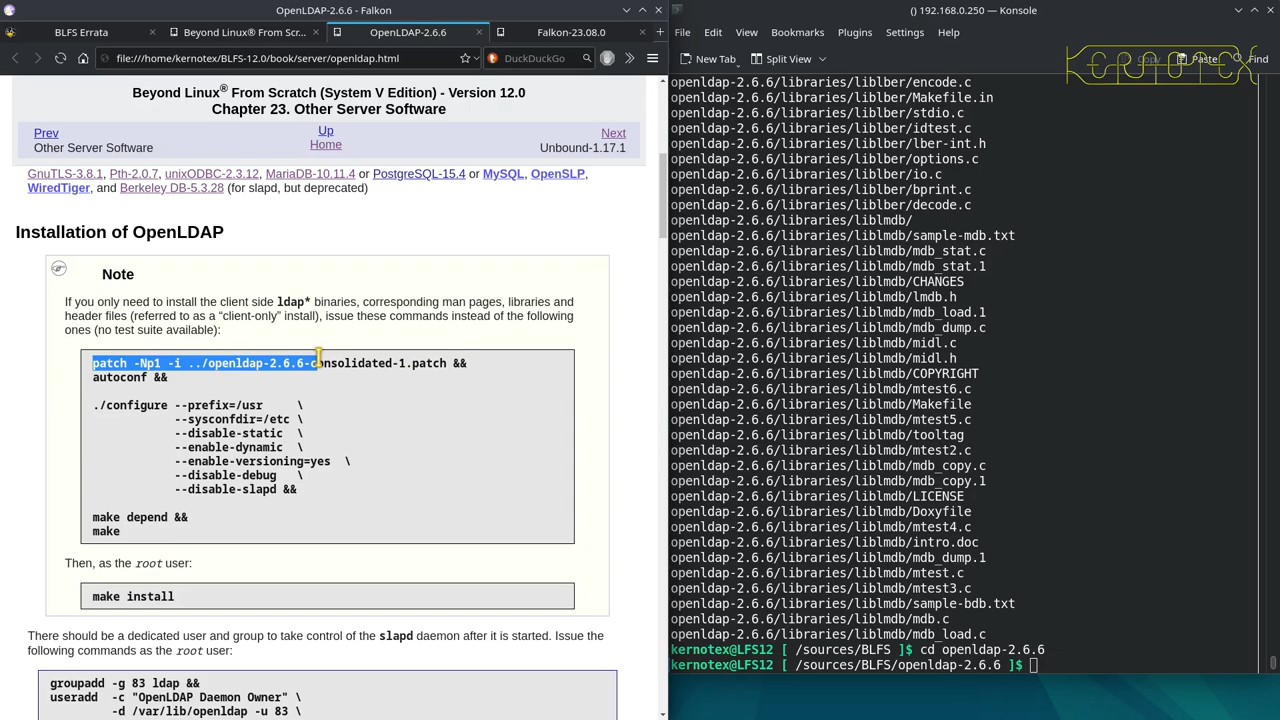 OpenLDAP-2.6.6 - Falkon
BLFS Errata
Beyond Linux® From Scr...
OpenLDAP-2.6.6
Falkon-23.08.0
file:///home/kernotex/BLFS-12.0/book/server/openldap.html
DuckDuckGo
Beyond Linux® From Scratch (System V Edition) - Version 12.0
Chapter 23. Other Server Software
Prev
Up
Next
Other Server Software
Home
Unbound-1.17.1
GnuTLS-3.8.1, Pth-2.0.7, unixODBC-2.3.12, MariaDB-10.11.4 or PostgreSQL-15.4 or MySQL, OpenSLP,
WiredTiger, and Berkeley DB-5.3.28 (for slapd, but deprecated)
Installation of OpenLDAP
Note
If you only need to install the client side ldap* binaries, corresponding man pages, libraries and
header files (referred to as a “client-only” install), issue these commands instead of the following
ones (no test suite available):
patch -Np1 -i ../openldap-2.6.6-consolidated-1.patch &&
autoconf &&
./configure --prefix=/usr \
--sysconfdir=/etc \
--disable-static \
--enable-dynamic \
--enable-versioning=yes \
--disable-debug \
--disable-slapd &&
make depend &&
make
Then, as the root user:
make install
There should be a dedicated user and group to take control of the slapd daemon after it is started. Issue the
following commands as the root user:
groupadd -g 83 ldap &&
useradd -c "OpenLDAP Daemon Owner" \
-d /var/lib/openldap -u 83 \
() 192.168.0.250 — Konsole
File Edit View Bookmarks Plugins Settings Help
New Tab Split View Copy Paste Find
KERNOTEX
openldap-2.6.6/libraries/liblber/encode.c
openldap-2.6.6/libraries/liblber/Makefile.in
openldap-2.6.6/libraries/liblber/stdio.c
openldap-2.6.6/libraries/liblber/idtest.c
openldap-2.6.6/libraries/liblber/lber-int.h
openldap-2.6.6/libraries/liblber/options.c
openldap-2.6.6/libraries/liblber/io.c
openldap-2.6.6/libraries/liblber/bprint.c
openldap-2.6.6/libraries/liblber/decode.c
openldap-2.6.6/libraries/liblmdb/
openldap-2.6.6/libraries/liblmdb/sample-mdb.txt
openldap-2.6.6/libraries/liblmdb/mdb_stat.c
openldap-2.6.6/libraries/liblmdb/mdb_stat.1
openldap-2.6.6/libraries/liblmdb/CHANGES
openldap-2.6.6/libraries/liblmdb/lmdb.h
openldap-2.6.6/libraries/liblmdb/mdb_load.1
openldap-2.6.6/libraries/liblmdb/mdb_dump.c
openldap-2.6.6/libraries/liblmdb/midl.c
openldap-2.6.6/libraries/liblmdb/midl.h
openldap-2.6.6/libraries/liblmdb/COPYRIGHT
openldap-2.6.6/libraries/liblmdb/mtest6.c
openldap-2.6.6/libraries/liblmdb/Makefile
openldap-2.6.6/libraries/liblmdb/mtest5.c
openldap-2.6.6/libraries/liblmdb/tooltag
openldap-2.6.6/libraries/liblmdb/mtest2.c
openldap-2.6.6/libraries/liblmdb/mdb_copy.c
openldap-2.6.6/libraries/liblmdb/mdb_copy.1
openldap-2.6.6/libraries/liblmdb/LICENSE
openldap-2.6.6/libraries/liblmdb/Doxyfile
openldap-2.6.6/libraries/liblmdb/mtest4.c
openldap-2.6.6/libraries/liblmdb/intro.doc
openldap-2.6.6/libraries/liblmdb/mdb_dump.1
openldap-2.6.6/libraries/liblmdb/mtest.c
openldap-2.6.6/libraries/liblmdb/mtest3.c
openldap-2.6.6/libraries/liblmdb/sample-bdb.txt
openldap-2.6.6/libraries/liblmdb/mdb.c
openldap-2.6.6/libraries/liblmdb/mdb_load.c
kernotex@LFS12 [ /sources/BLFS ]$ cd openldap-2.6.6
kernotex@LFS12 [ /sources/BLFS/openldap-2.6.6 ]$